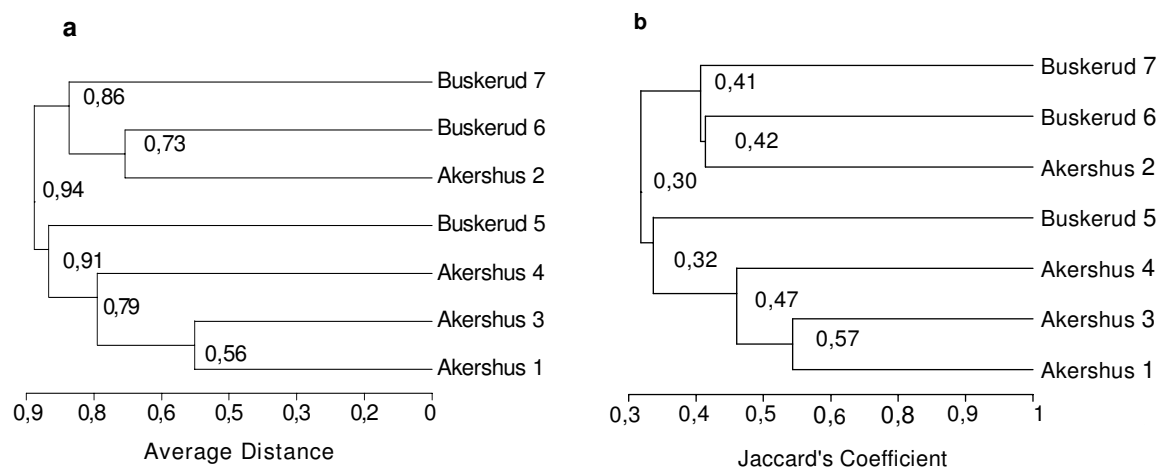 a
Buskerud 7
0,86
Buskerud 6
0,73
Akershus 2
0,94
Buskerud 5
0,91
Akershus 4
0,79
Akershus 3
0,56
Akershus 1
0,9 0,8 0,6 0,5 0,3 0,2 0
Average Distance
b
Buskerud 7
0,41
Buskerud 6
0,42
Akershus 2
0,30
Buskerud 5
0,32
Akershus 4
0,47
Akershus 3
0,57
Akershus 1
0,3 0,4 0,5 0,6 0,8 0,9 1
Jaccard's Coefficient